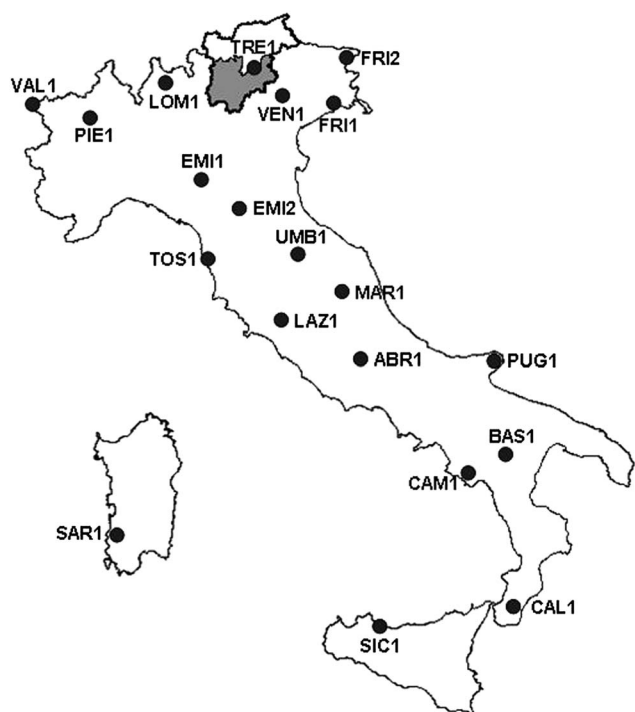 TRE1
FRI2
VAL1
LOM1
VEN1
FRI1
PIE1
EMI1
EMI2
UMB1
TOS1
MAR1
LAZ1
ABR1
PUG1
BAS1
CAM1
SAR1
CAL1
SIC1